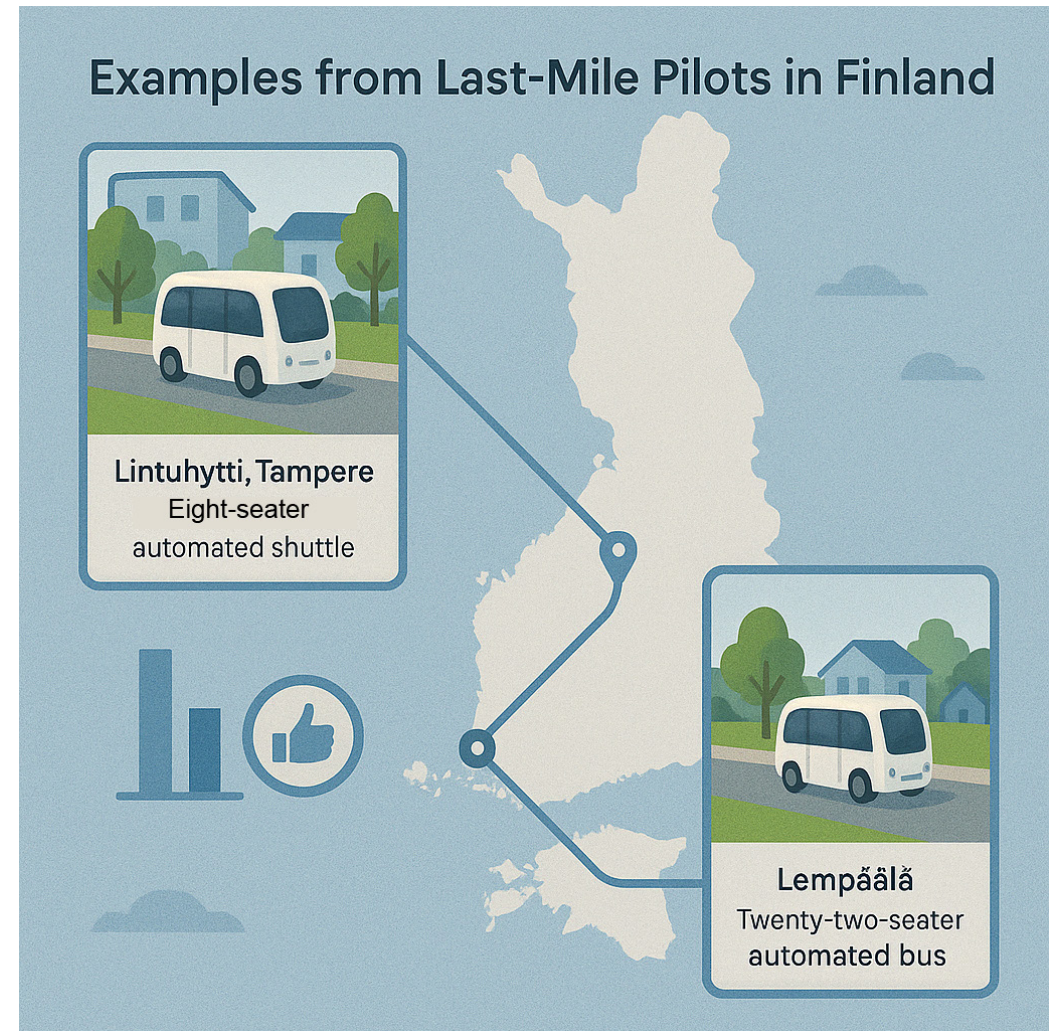 Examples from Last-Mile Pilots in Finland
Lintuhytti, Tampere
Eight-seater
automated shuttle
Lempäälä
Twenty-two-seater
automated bus